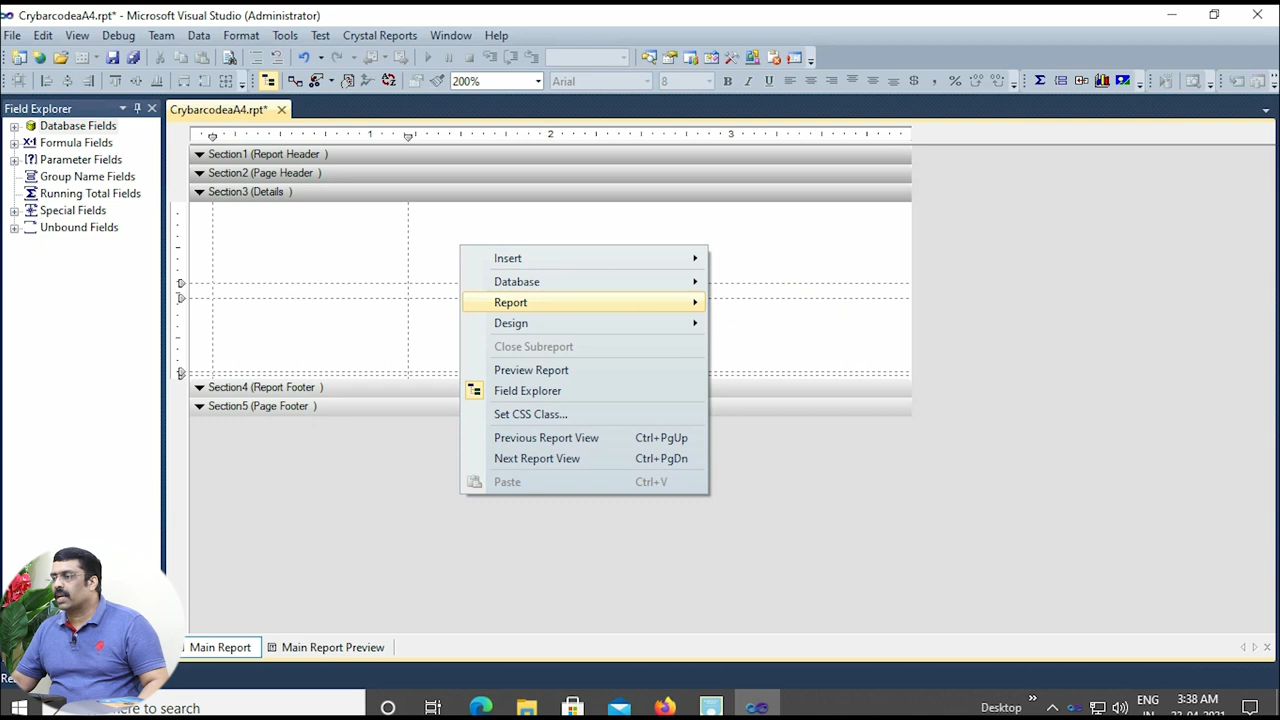 CrybarcodeaA4.rpt* - Microsoft Visual Studio (Administrator)
File Edit View Debug Team Data Format Tools Test Crystal Reports Window Help
200% Arial 8 B I U
Field Explorer
CrybarcodeaA4.rpt*
Database Fields
Formula Fields
Parameter Fields
Group Name Fields
Running Total Fields
Special Fields
Unbound Fields
1 2 3
Section1 (Report Header )
Section2 (Page Header )
Section3 (Details )
Insert
Database
Report
Design
Close Subreport
Preview Report
Field Explorer
Set CSS Class...
Previous Report View Ctrl+PgUp
Next Report View Ctrl+PgDn
Paste Ctrl+V
Section4 (Report Footer )
Section5 (Page Footer )
Main Report Main Report Preview
here to search
Desktop
ENG
3:38 AM